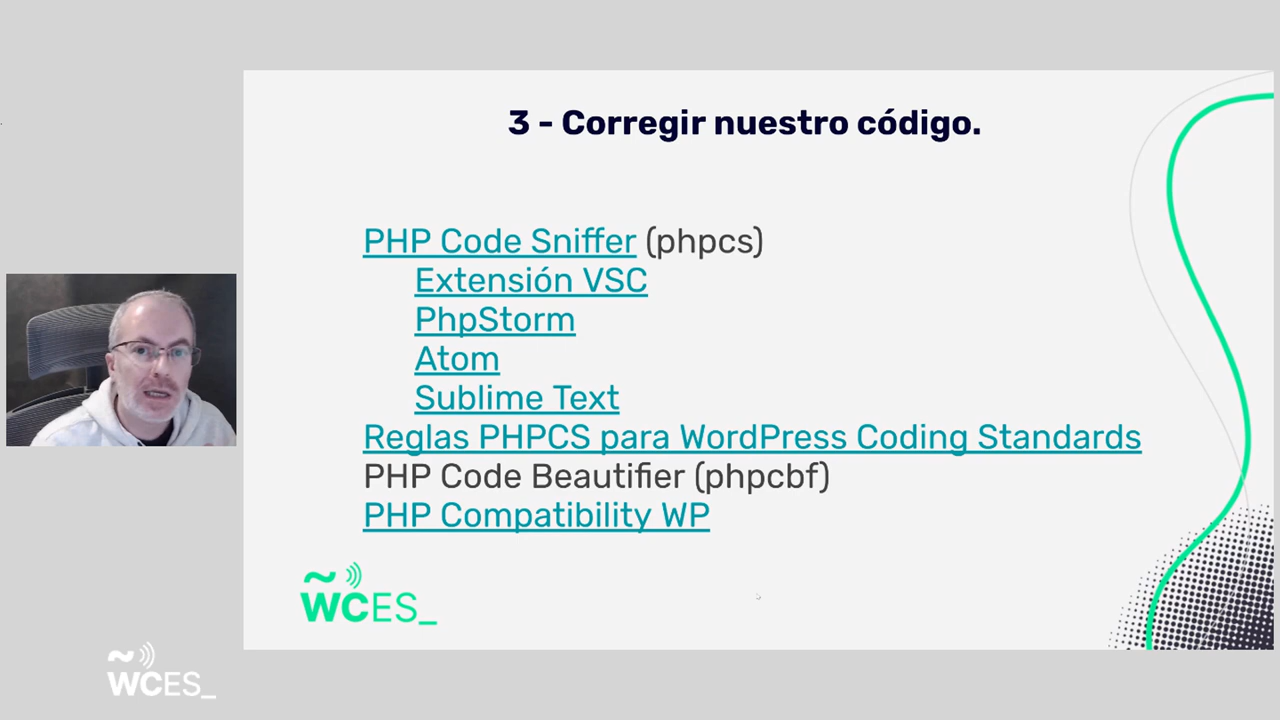 3 - Corregir nuestro código.
PHP Code Sniffer (phpcs)
Extensión VSC
PhpStorm
Atom
Sublime Text
Reglas PHPCS para WordPress Coding Standards
PHP Code Beautifier (phpcbf)
PHP Compatibility WP
WCES_
WCES_